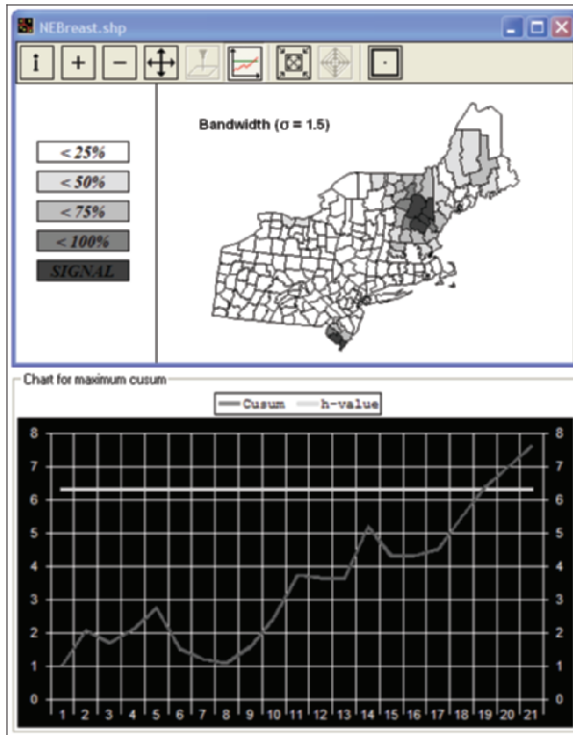 NEBreast.shp
Bandwidth (σ = 1.5)
< 25%
< 50%
< 75%
< 100%
SIGNAL
Chart for maximum cusum
Cusum h-value
8 8
7 7
6 6
5 5
4 4
3 3
2 2
1 1
0 0
1 2 3 4 5 6 7 8 9 10 11 12 13 14 15 16 17 18 19 20 21